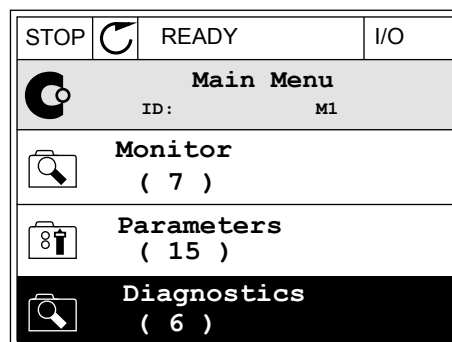 STOP READY I/O
Main Menu
ID: M1
Monitor
( 7 )
Parameters
( 15 )
Diagnostics
( 6 )